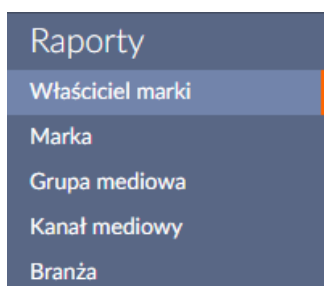 Raporty
Właściciel marki
Marka
Grupa mediowa
Kanał mediowy
Branża